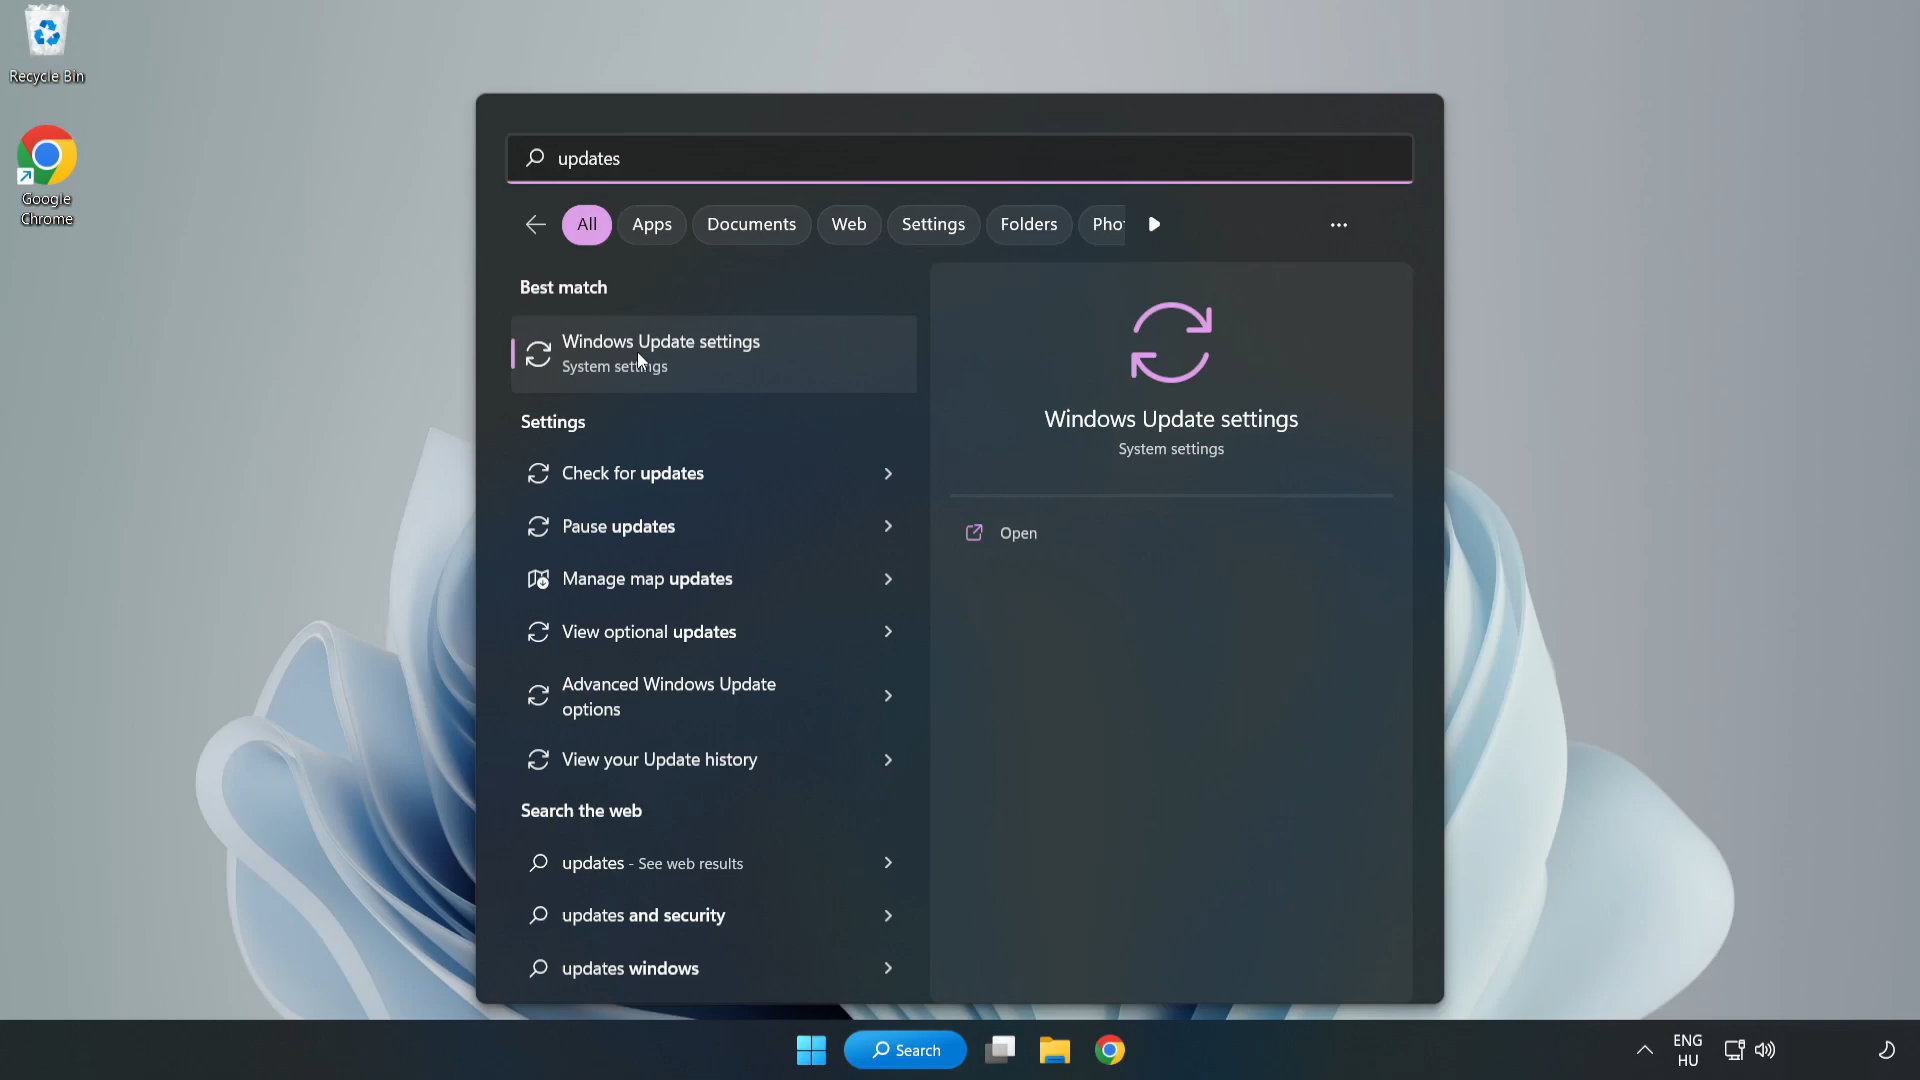 Recycle Bin
Google
Chrome
updates
All
Apps
Documents
Web
Settings
Folders
Best match
Windows Update settings
System settings
Settings
Check for updates
Pause updates
Manage map updates
View optional updates
Advanced Windows Update
options
View your Update history
Search the web
updates - See web results
updates and security
updates windows
Windows Update settings
System settings
Open
Search
ENG
HU